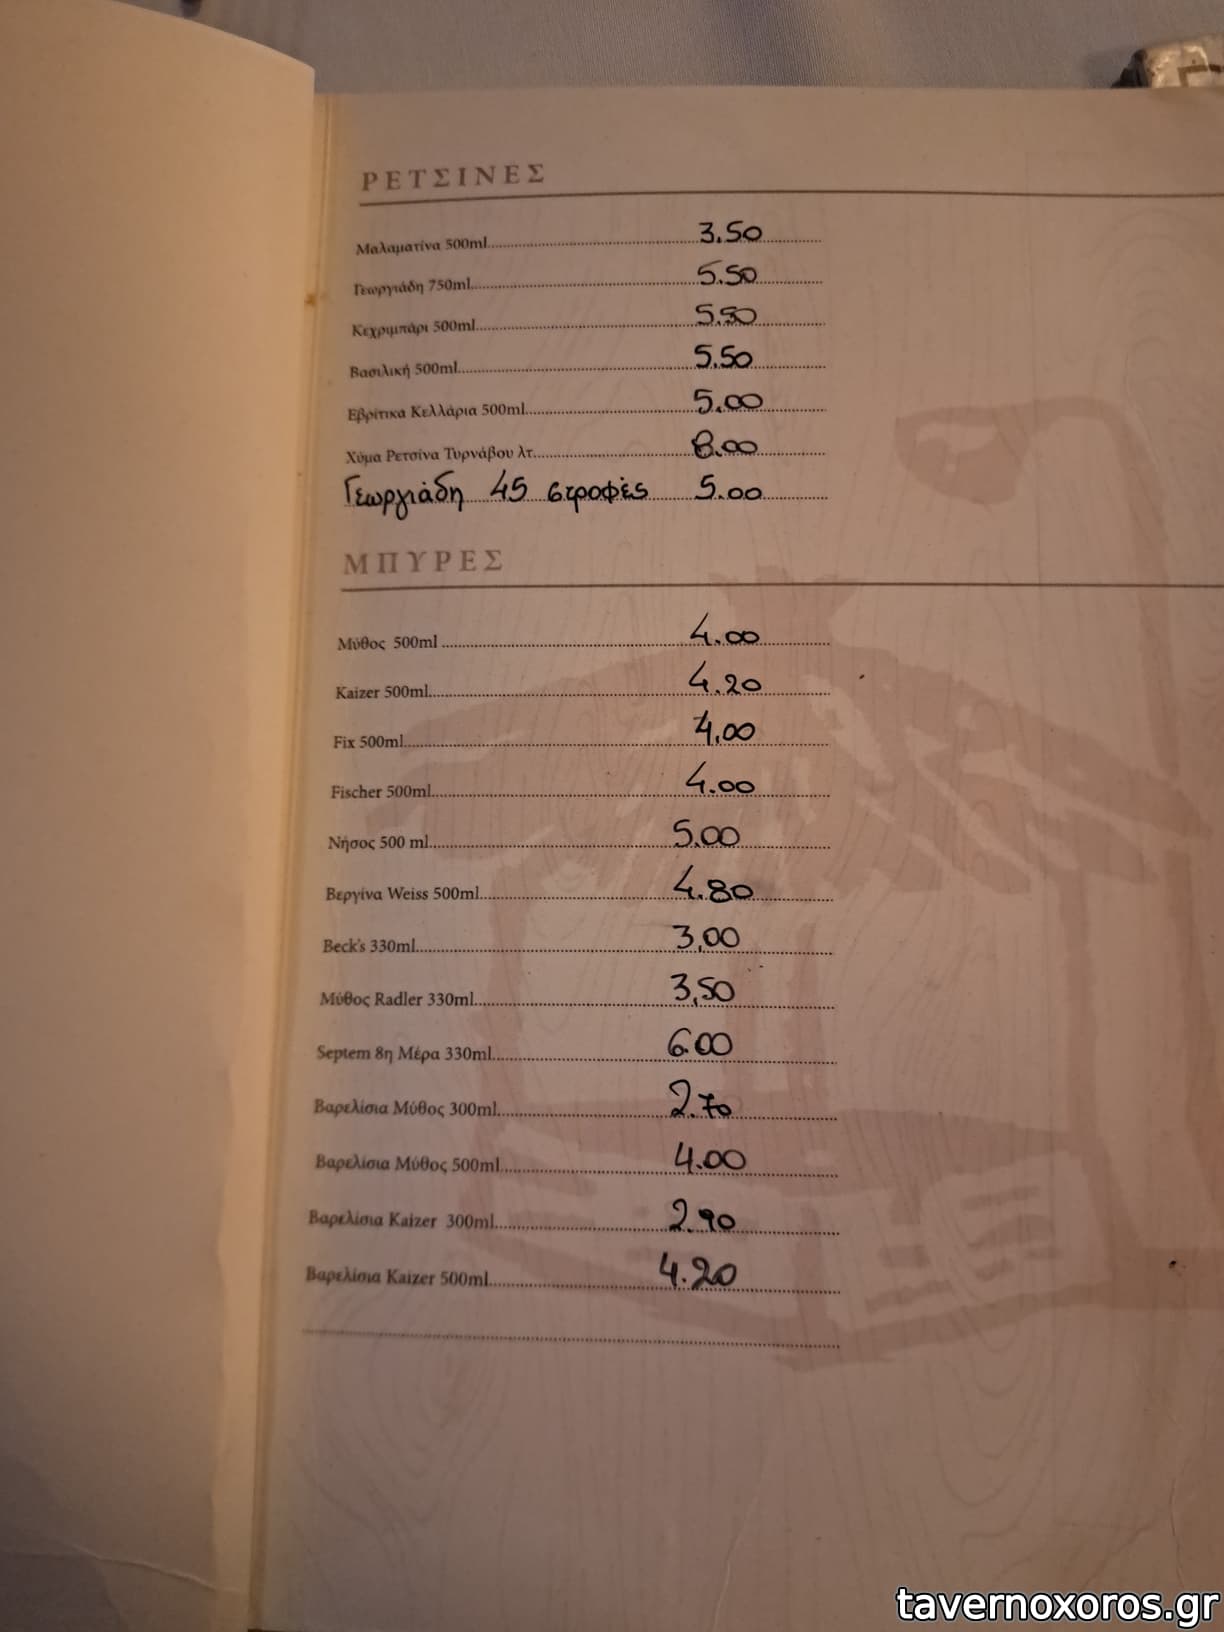 ΡΕΤΣΙΝΕΣ
Μαλαματίνα 500ml 3.50
Γεωργιάδη 750ml 5.50
Κεχριμπάρι 500ml 5.50
Βασιλική 500ml 5.50
Εβρίτικα Κελλάρια 500ml 5.00
Χύμα Ρετσίνα Τυρνάβου λτ. 8.00
Γεωργιάδη 45 στροφές 5.00
ΜΠΥΡΕΣ
Μύθος 500ml 4.00
Kaizer 500ml 4.20
Fix 500ml 4,00
Fischer 500ml 4.00
Νήσος 500 ml 5.00
Βεργίνα Weiss 500ml 4.80
Beck's 330ml 3,00
Μύθος Radler 330ml 3,50
Septem 8η Μέρα 330ml 6.00
Βαρελίσια Μύθος 300ml 2.70
Βαρελίσια Μύθος 500ml 4.00
Βαρελίσια Kaizer 300ml 2.90
Βαρελίσια Kaizer 500ml 4.20
tavernoxoros.gr